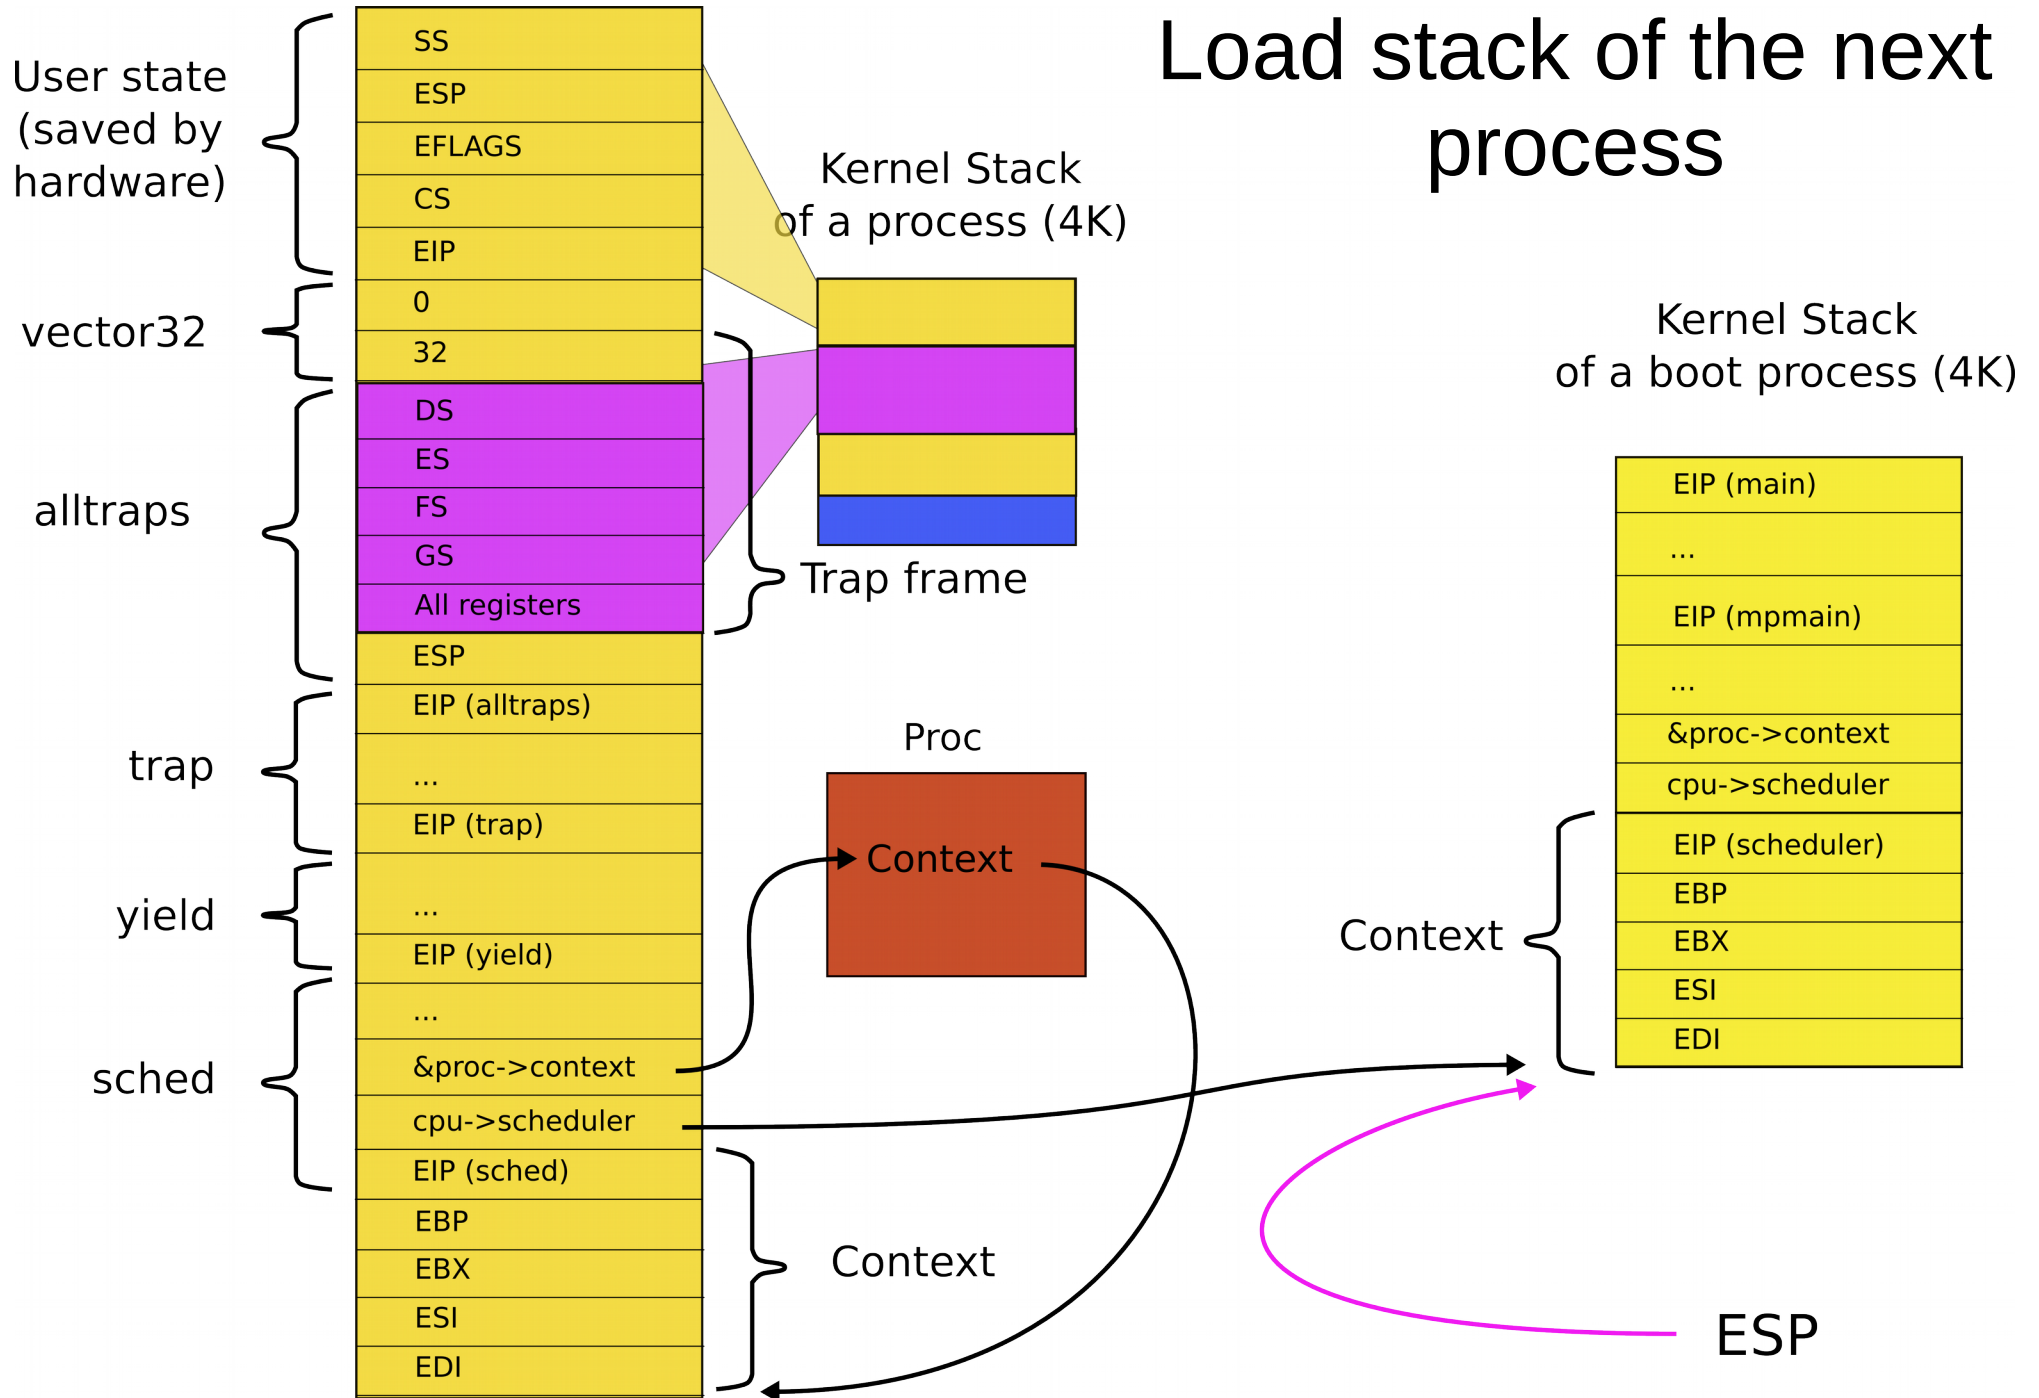 Load stack of the next
process
User state
(saved by
hardware)
vector32
alltraps
trap
yield
sched
SS
ESP
EFLAGS
CS
EIP
0
32
DS
ES
FS
GS
All registers
ESP
EIP (alltraps)
...
EIP (trap)
...
EIP (yield)
...
&proc->context
cpu->scheduler
EIP (sched)
EBP
EBX
ESI
EDI
Kernel Stack
of a process (4K)
Trap frame
Proc
Context
Context
Kernel Stack
of a boot process (4K)
EIP (main)
...
EIP (mpmain)
...
&proc->context
cpu->scheduler
EIP (scheduler)
EBP
EBX
ESI
EDI
Context
ESP